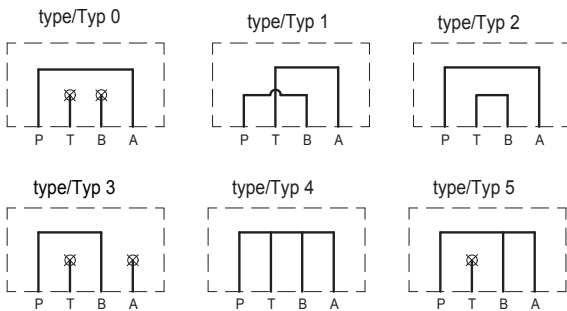 type/Typ 0
type/Typ 1
type/Typ 2
P T B A
P T B A
P T B A
type/Typ 3
type/Typ 4
type/Typ 5
P T B A
P T B A
P T B A